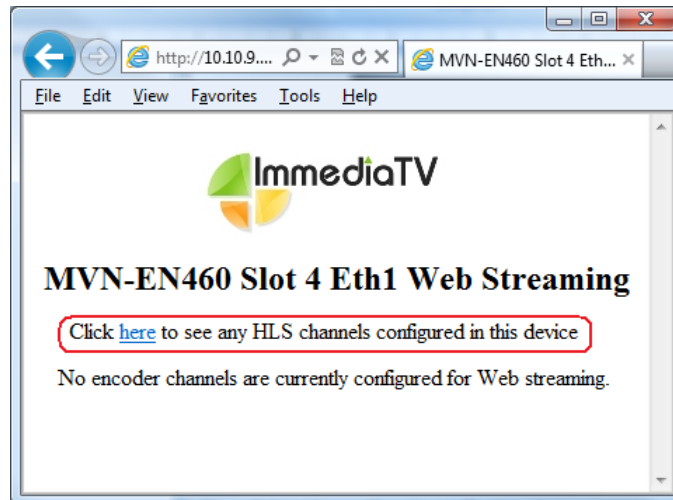 http://10.10.9.... MVN-EN460 Slot 4 Eth...
File Edit View Favorites Tools Help
ImmediaTV
MVN-EN460 Slot 4 Eth1 Web Streaming
Click here to see any HLS channels configured in this device
No encoder channels are currently configured for Web streaming.